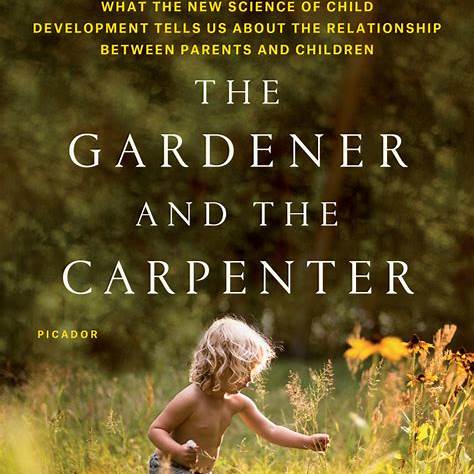 WHAT THE NEW SCIENCE OF CHILD
DEVELOPMENT TELLS US ABOUT THE RELATIONSHIP
BETWEEN PARENTS AND CHILDREN
THE
GARDENER
AND THE
CARPENTER
PICADOR